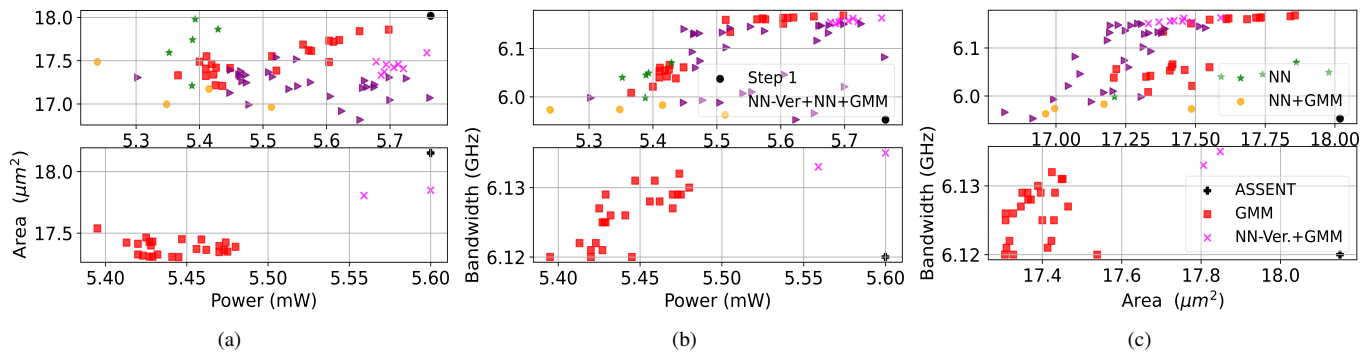 18.0
17.5
17.0
5.3 5.4 5.5 5.6 5.7
18.0
17.5
5.40 5.45 5.50 5.55 5.60
Area (μm²)
Power (mW)
(a)
6.1
6.0
5.3 5.4 5.5 5.6 5.7
Step 1
NN-Ver+NN+GMM
6.13
6.12
5.40 5.45 5.50 5.55 5.60
Bandwidth (GHz)
Power (mW)
(b)
6.1
6.0
17.00 17.25 17.50 17.75 18.00
NN
NN+GMM
6.13
6.12
17.4 17.6 17.8 18.0
ASSENT
GMM
NN-Ver.+GMM
Bandwidth (GHz)
Area (μm²)
(c)